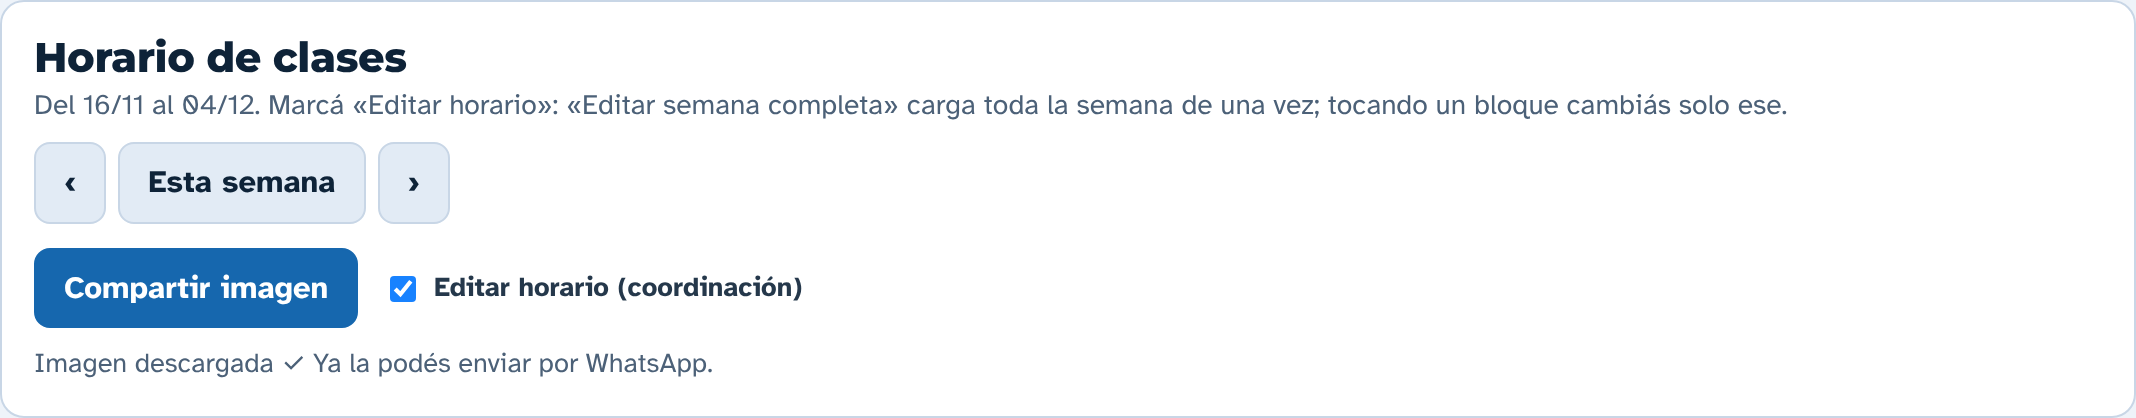 Horario de clases
Del 16/11 al 04/12. Marcá «Editar horario»: «Editar semana completa» carga toda la semana de una vez; tocando un bloque cambiás solo ese.
‹ Esta semana ›
Compartir imagen Editar horario (coordinación)
Imagen descargada ✓ Ya la podés enviar por WhatsApp.